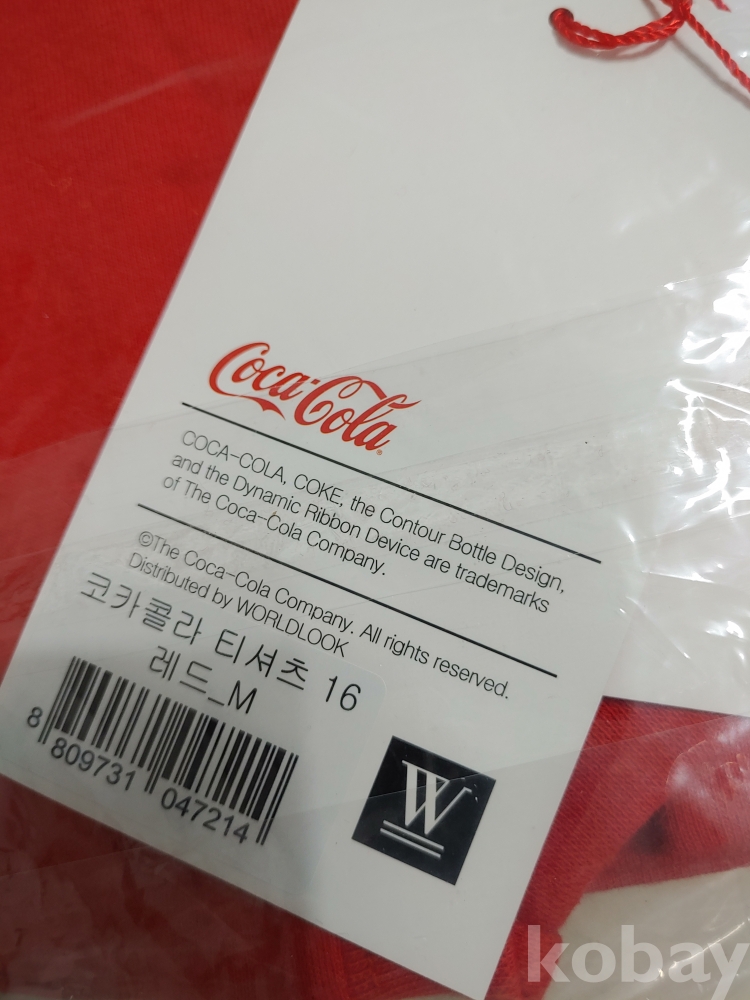 Coca-Cola
COCA-COLA, COKE, the Contour Bottle Design,
and the Dynamic Ribbon Device are trademarks
of The Coca-Cola Company.
©The Coca-Cola Company. All rights reserved.
Distributed by WORLDLOOK
코카콜라 티셔츠 16
레드_M
8 809731 047214
W
kobay